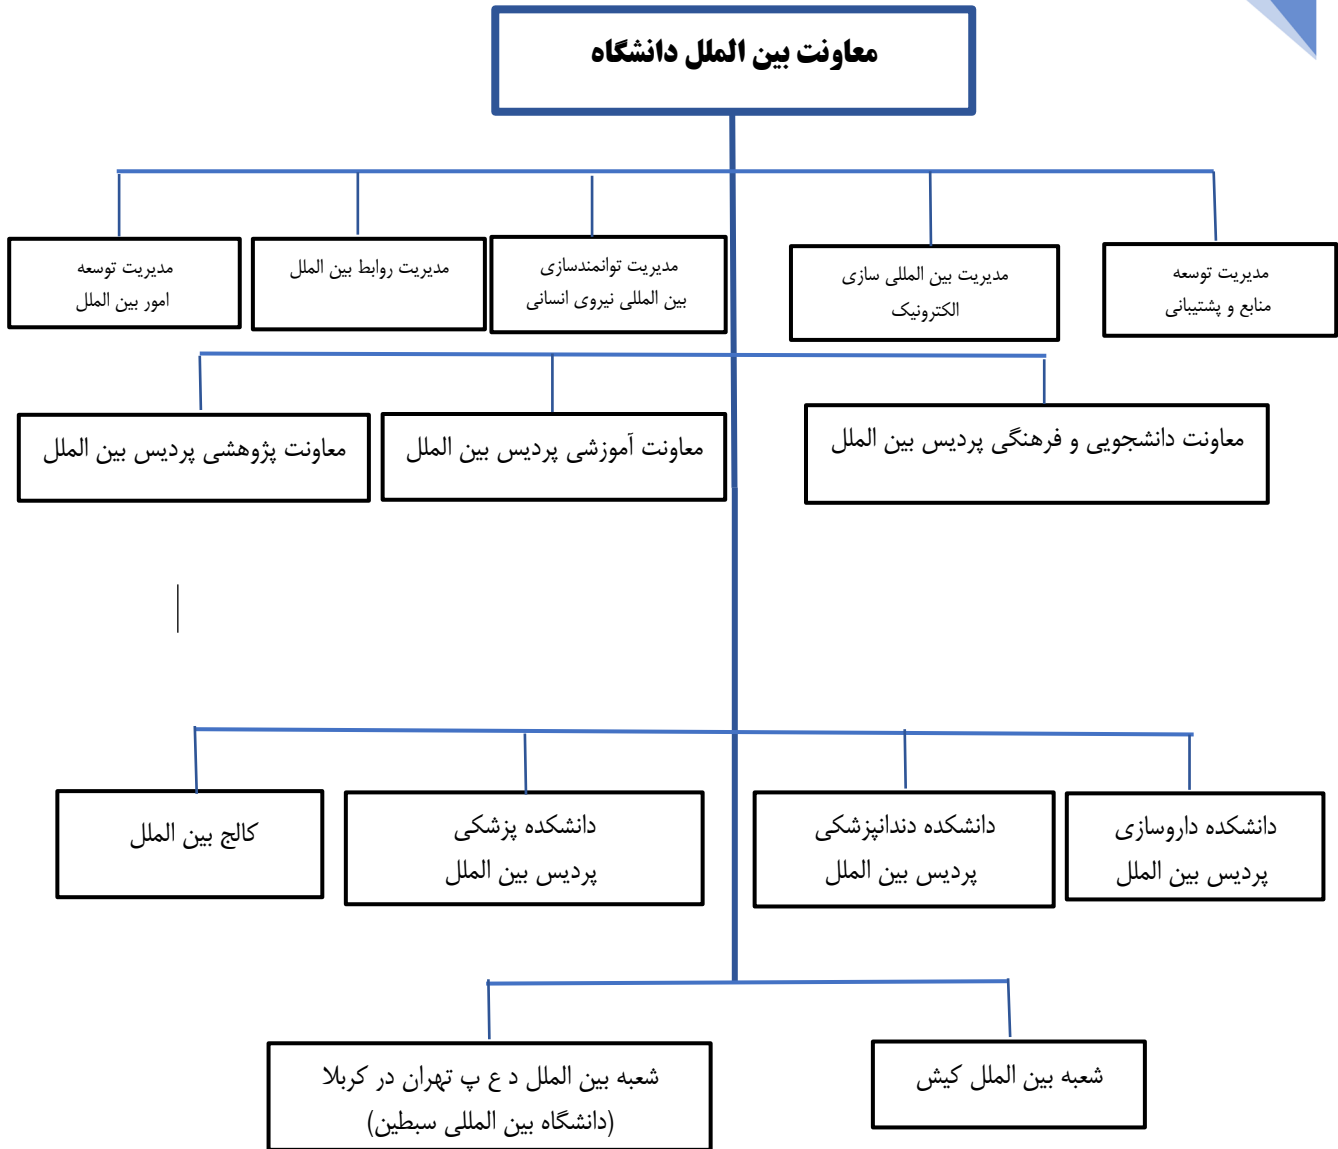 معاونت بین الملل دانشگاه
مدیریت توسعه
منابع و پشتیبانی
مدیریت بین المللی سازی
الکترونیک
مدیریت توانمندسازی
بین المللی نیروی انسانی
مدیریت روابط بین الملل
مدیریت توسعه
امور بین الملل
معاونت دانشجویی و فرهنگی پردیس بین الملل
معاونت آموزشی پردیس بین الملل
معاونت پژوهشی پردیس بین الملل
دانشکده داروسازی
پردیس بین الملل
دانشکده دندانپزشکی
پردیس بین الملل
دانشکده پزشکی
پردیس بین الملل
کالج بین الملل
شعبه بین الملل کیش
شعبه بین الملل د ع پ تهران در کربلا
(دانشگاه بین المللی سبطین)